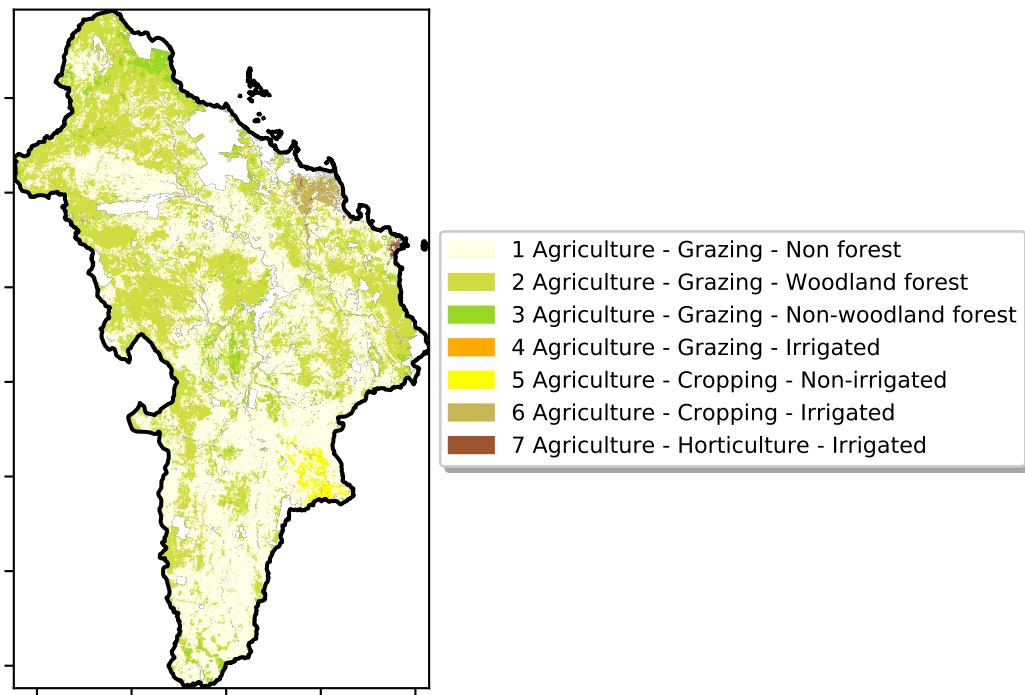 1 Agriculture - Grazing - Non forest
2 Agriculture - Grazing - Woodland forest
3 Agriculture - Grazing - Non-woodland forest
4 Agriculture - Grazing - Irrigated
5 Agriculture - Cropping - Non-irrigated
6 Agriculture - Cropping - Irrigated
7 Agriculture - Horticulture - Irrigated